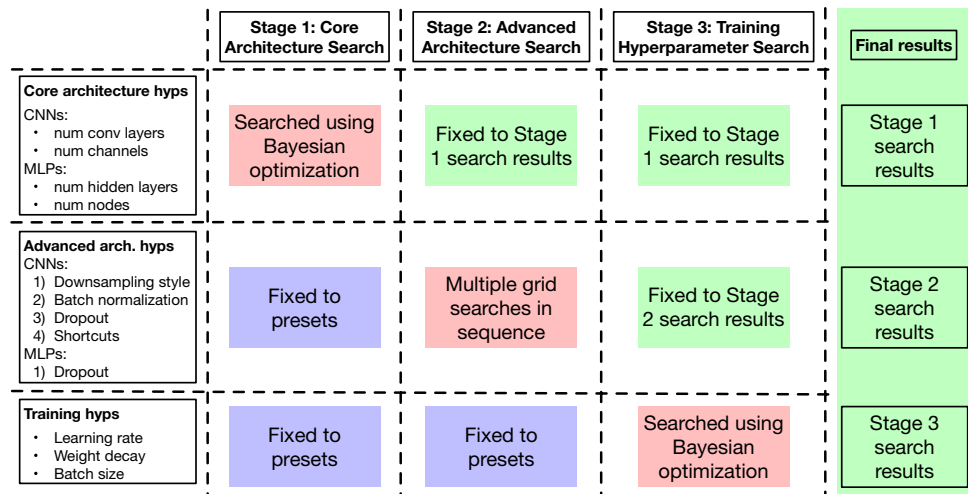 Stage 1: Core
Architecture Search
Stage 2: Advanced
Architecture Search
Stage 3: Training
Hyperparameter Search
Final results
Core architecture hyps
CNNs:
• num conv layers
• num channels
MLPs:
• num hidden layers
• num nodes
Searched using
Bayesian
optimization
Fixed to Stage
1 search results
Fixed to Stage
1 search results
Stage 1
search
results
Advanced arch. hyps
CNNs:
1) Downsampling style
2) Batch normalization
3) Dropout
4) Shortcuts
MLPs:
1) Dropout
Fixed to
presets
Multiple grid
searches in
sequence
Fixed to Stage
2 search results
Stage 2
search
results
Training hyps
• Learning rate
• Weight decay
• Batch size
Fixed to
presets
Fixed to
presets
Searched using
Bayesian
optimization
Stage 3
search
results